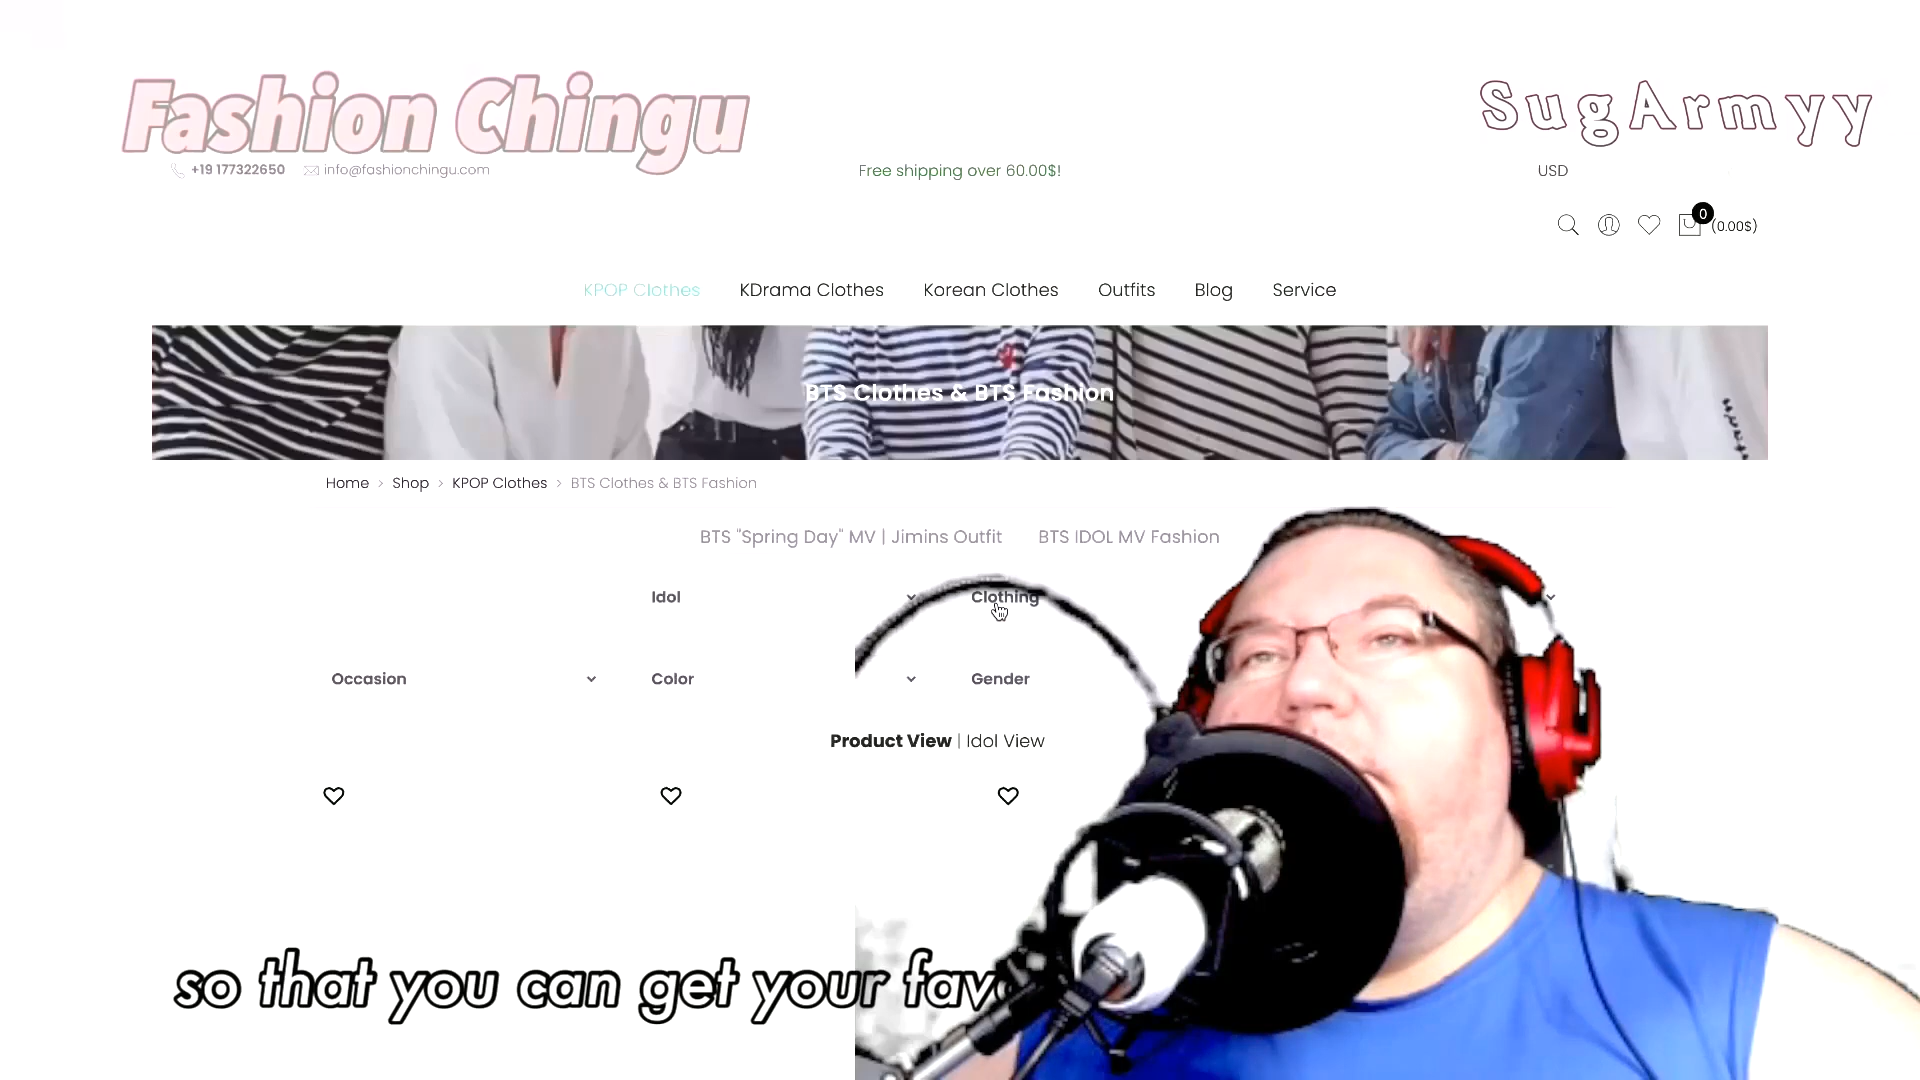 Fashion Chingu
SugArmyy
+19 177322650 info@fashionchingu.com
Free shipping over 60.00$!
USD
0
(0.00$)
KPOP Clothes KDrama Clothes Korean Clothes Outfits Blog Service
BTS Clothes & BTS Fashion
Home > Shop > KPOP Clothes > BTS Clothes & BTS Fashion
BTS "Spring Day" MV | Jimins Outfit BTS IDOL MV Fashion
Idol Clothing
Occasion Color Gender
Product View | Idol View
so that you can get your